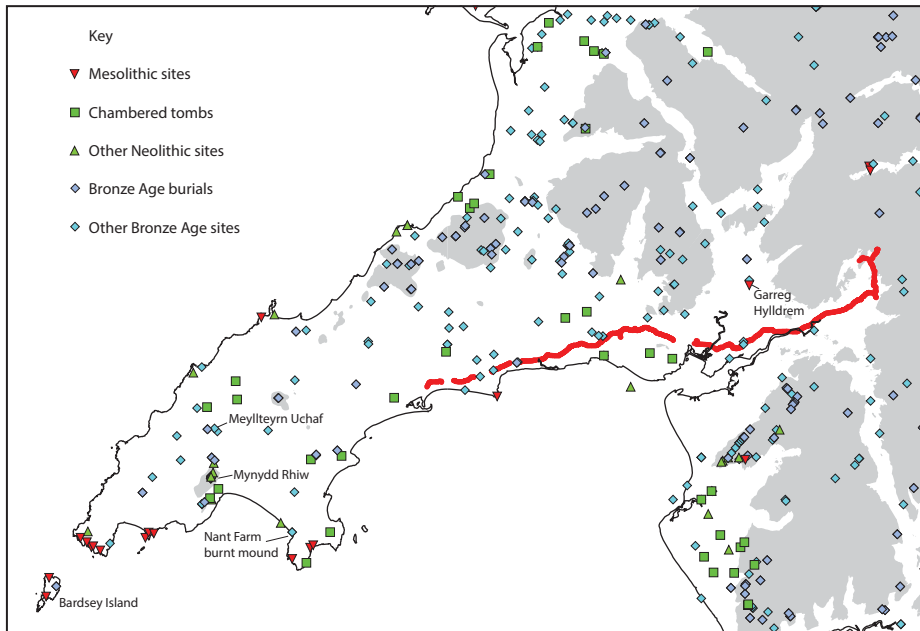 Key
Mesolithic sites
Chambered tombs
Other Neolithic sites
Bronze Age burials
Other Bronze Age sites
Garreg
Hylldrem
Meyllteyrn Uchaf
Mynydd Rhiw
Nant Farm
burnt mound
Bardsey Island